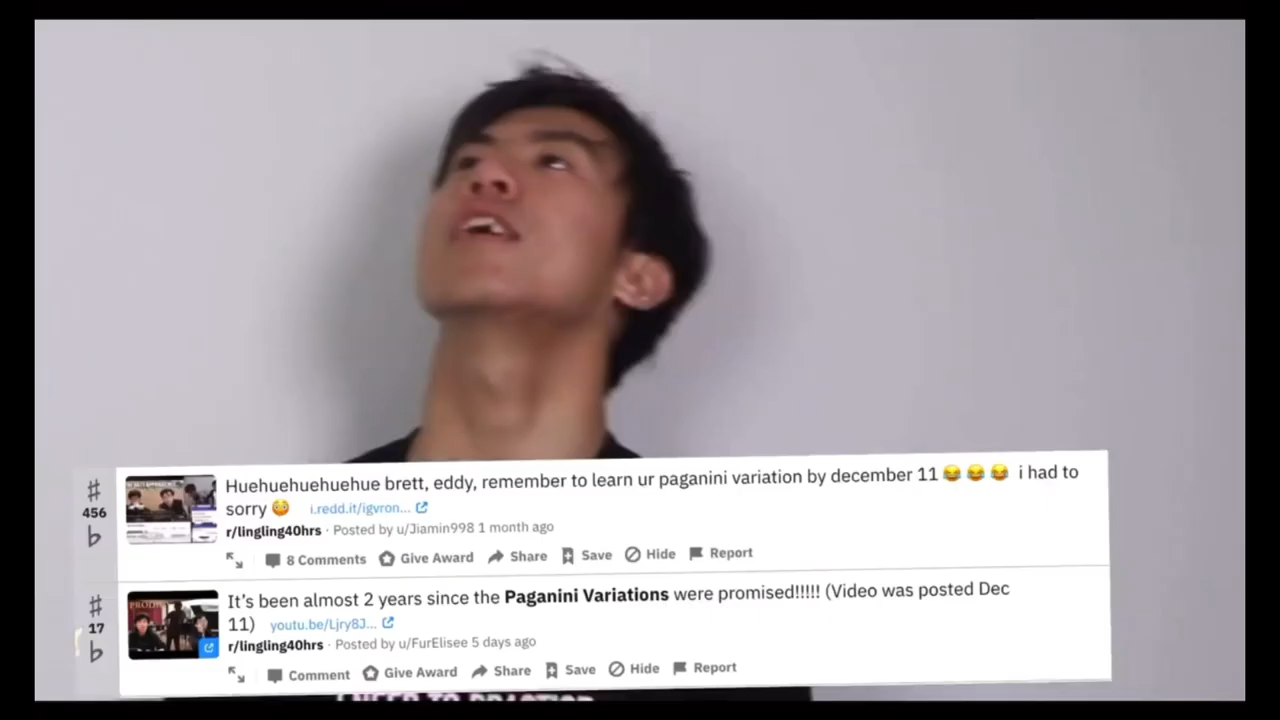 456
Huehuehuehuehue brett, eddy, remember to learn ur paganini variation by december 11 😂 😂 😂 i had to
sorry 😳 i.redd.it/igvron...
r/lingling40hrs · Posted by u/Jiamin998 1 month ago
8 Comments Give Award Share Save Hide Report
17
It's been almost 2 years since the Paganini Variations were promised!!!!! (Video was posted Dec
11) youtu.be/Ljry8J...
r/lingling40hrs · Posted by u/FurElisee 5 days ago
Comment Give Award Share Save Hide Report
I NEED TO PRACTICE